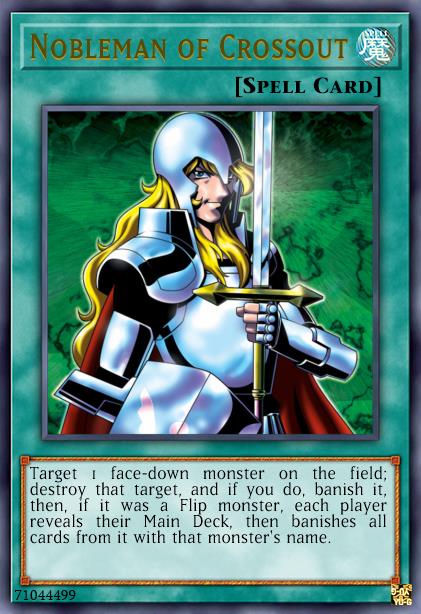 Nobleman of Crossout
魔
[Spell Card]
Target 1 face-down monster on the field;
destroy that target, and if you do, banish it,
then, if it was a Flip monster, each player
reveals their Main Deck, then banishes all
cards from it with that monster's name.
71044499